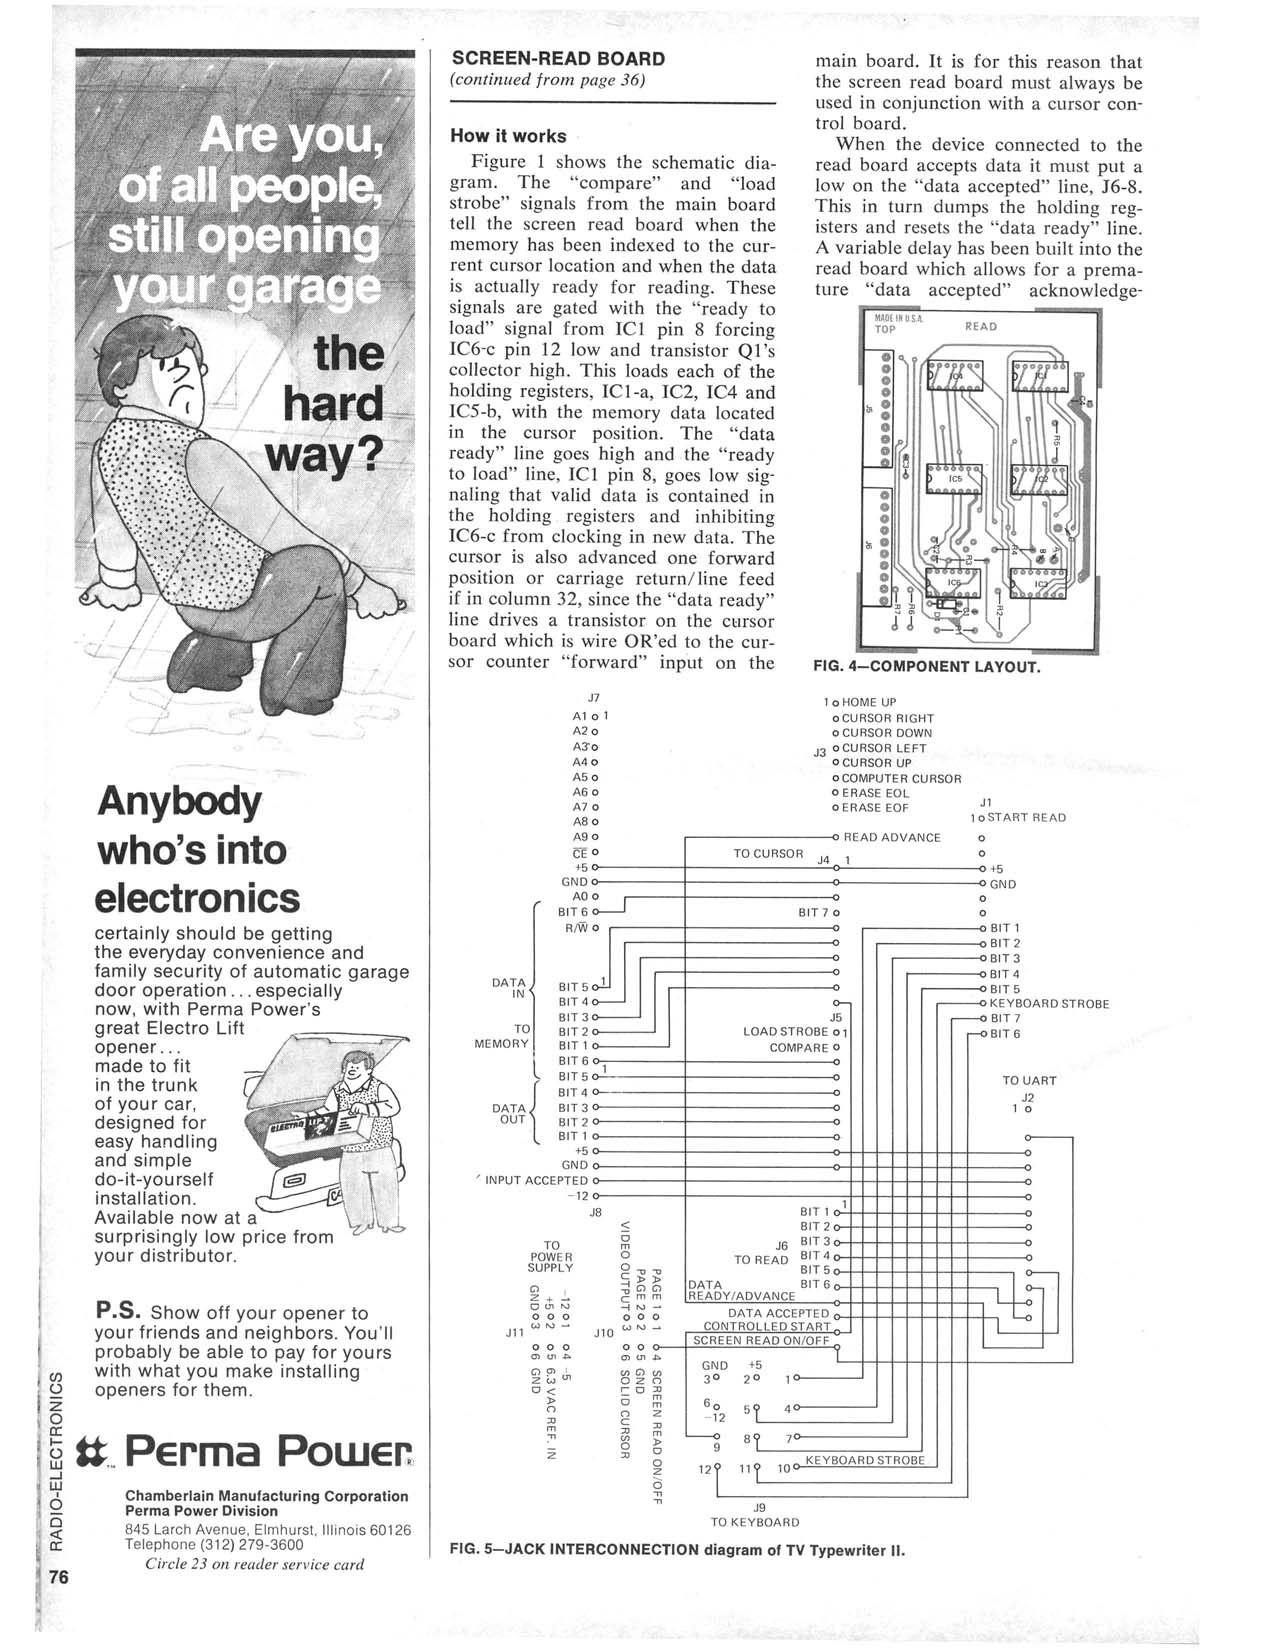 Are you,
of all people,
still opening
your garage
the
hard
way?
Anybody
who's into
electronics
certainly should be getting
the everyday convenience and
family security of automatic garage
door operation . . . especially
now, with Perma Power's
great Electro Lift
opener . . .
made to fit
in the trunk
of your car,
designed for
easy handling
and simple
do-it-yourself
installation.
Available now at a
surprisingly low price from
your distributor.
ELECTRO
P.S. Show off your opener to
your friends and neighbors. You'll
probably be able to pay for yours
with what you make installing
openers for them.
Perma Power
Chamberlain Manufacturing Corporation
Perma Power Division
845 Larch Avenue, Elmhurst, Illinois 60126
Telephone (312) 279-3600
Circle 23 on reader service card
RADIO-ELECTRONICS
76
SCREEN-READ BOARD
(continued from page 36)
How it works
Figure 1 shows the schematic dia-
gram. The "compare" and "load
strobe" signals from the main board
tell the screen read board when the
memory has been indexed to the cur-
rent cursor location and when the data
is actually ready for reading. These
signals are gated with the "ready to
load" signal from IC1 pin 8 forcing
IC6-c pin 12 low and transistor Q1's
collector high. This loads each of the
holding registers, IC1-a, IC2, IC4 and
IC5-b, with the memory data located
in the cursor position. The "data
ready" line goes high and the "ready
to load" line, IC1 pin 8, goes low sig-
naling that valid data is contained in
the holding registers and inhibiting
IC6-c from clocking in new data. The
cursor is also advanced one forward
position or carriage return/line feed
if in column 32, since the "data ready"
line drives a transistor on the cursor
board which is wire OR'ed to the cur-
sor counter "forward" input on the
main board. It is for this reason that
the screen read board must always be
used in conjunction with a cursor con-
trol board.
When the device connected to the
read board accepts data it must put a
low on the "data accepted" line, J6-8.
This in turn dumps the holding reg-
isters and resets the "data ready" line.
A variable delay has been built into the
read board which allows for a prema-
ture "data accepted" acknowledge-
MADE IN U.S.A.
TOP
READ
IC4
IC1
J5
R5
C3
IC5
IC2
J6
R3
R4
B
A
IC6
IC3
R7
R6
D1
R1
R2
FIG. 4—COMPONENT LAYOUT.
J7
A1 1
A2
A3
A4
A5
A6
A7
A8
A9
CE
+5
GND
A0
BIT 6
R/W
DATA
IN
1
BIT 5
BIT 4
BIT 3
BIT 2
BIT 1
TO
MEMORY
BIT 6
BIT 5 1
BIT 4
BIT 3
BIT 2
BIT 1
DATA
OUT
+5
GND
INPUT ACCEPTED
-12
J8
1 HOME UP
CURSOR RIGHT
CURSOR DOWN
J3 CURSOR LEFT
CURSOR UP
COMPUTER CURSOR
ERASE EOL
ERASE EOF
READ ADVANCE
TO CURSOR
J4 1
BIT 7
J5
LOAD STROBE 1
COMPARE
J1
1 START READ
+5
GND
BIT 1
BIT 2
BIT 3
BIT 4
BIT 5
KEYBOARD STROBE
BIT 7
BIT 6
TO UART
J2
1
1
BIT 1
BIT 2
BIT 3
BIT 4
BIT 5
BIT 6
J6
TO READ
DATA
READY/ADVANCE
DATA ACCEPTED
CONTROLLED START
SCREEN READ ON/OFF
TO
POWER
SUPPLY
J11
-12 1
+5 2
GND 3
4 -5
5 6.3 VAC REF. IN
6 GND
J10
PAGE 1 1
PAGE 2 2
VIDEO OUTPUT 3
4 SCREEN READ ON/OFF
5 GND
6 SOLID CURSOR
GND +5
3 2 1
6 5 4
-12
9 8 7
12 11 10
KEYBOARD STROBE
J9
TO KEYBOARD
FIG. 5—JACK INTERCONNECTION diagram of TV Typewriter II.